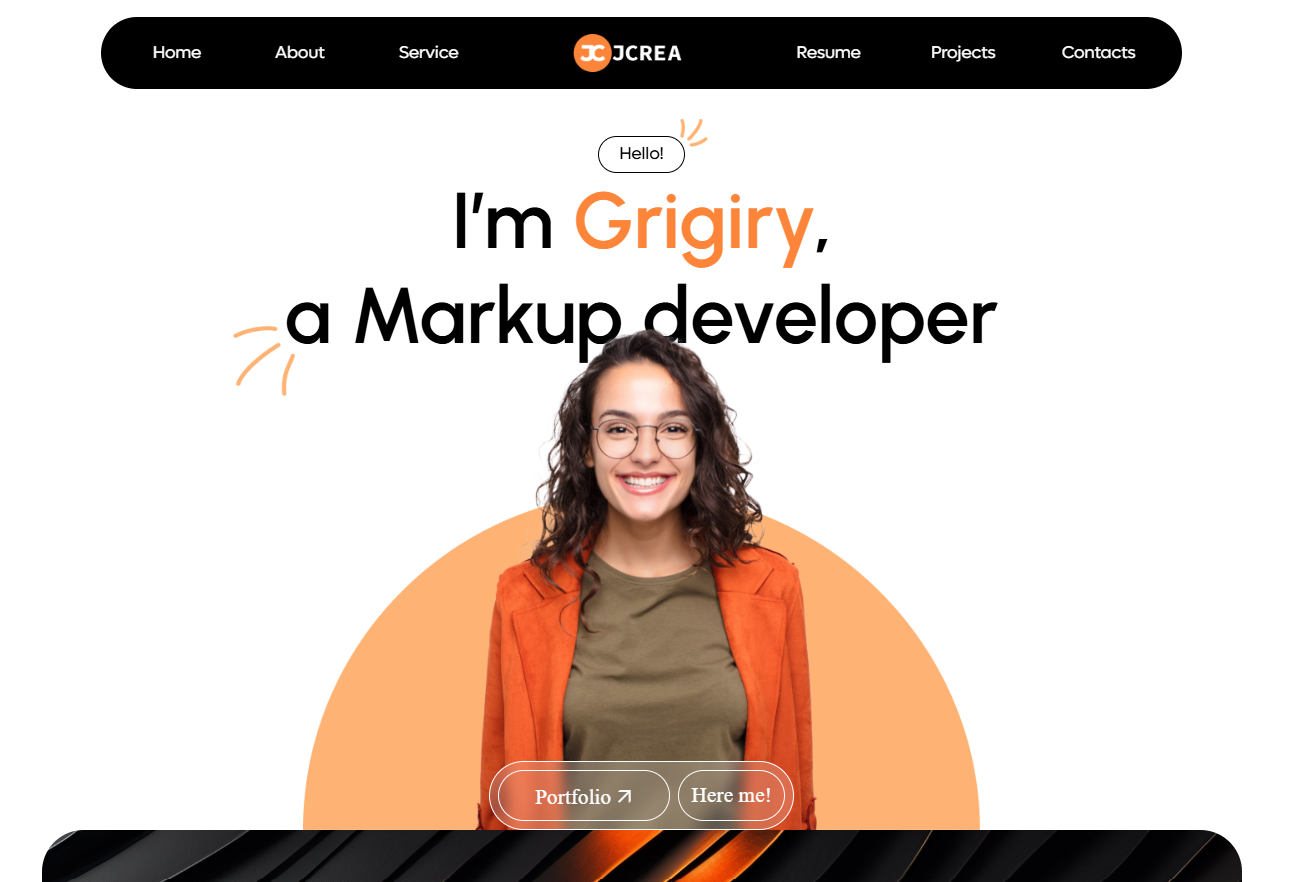 Home About Service JC JCREA Resume Projects Contacts
Hello!
I'm Grigiry,
a Markup developer
Portfolio Here me!